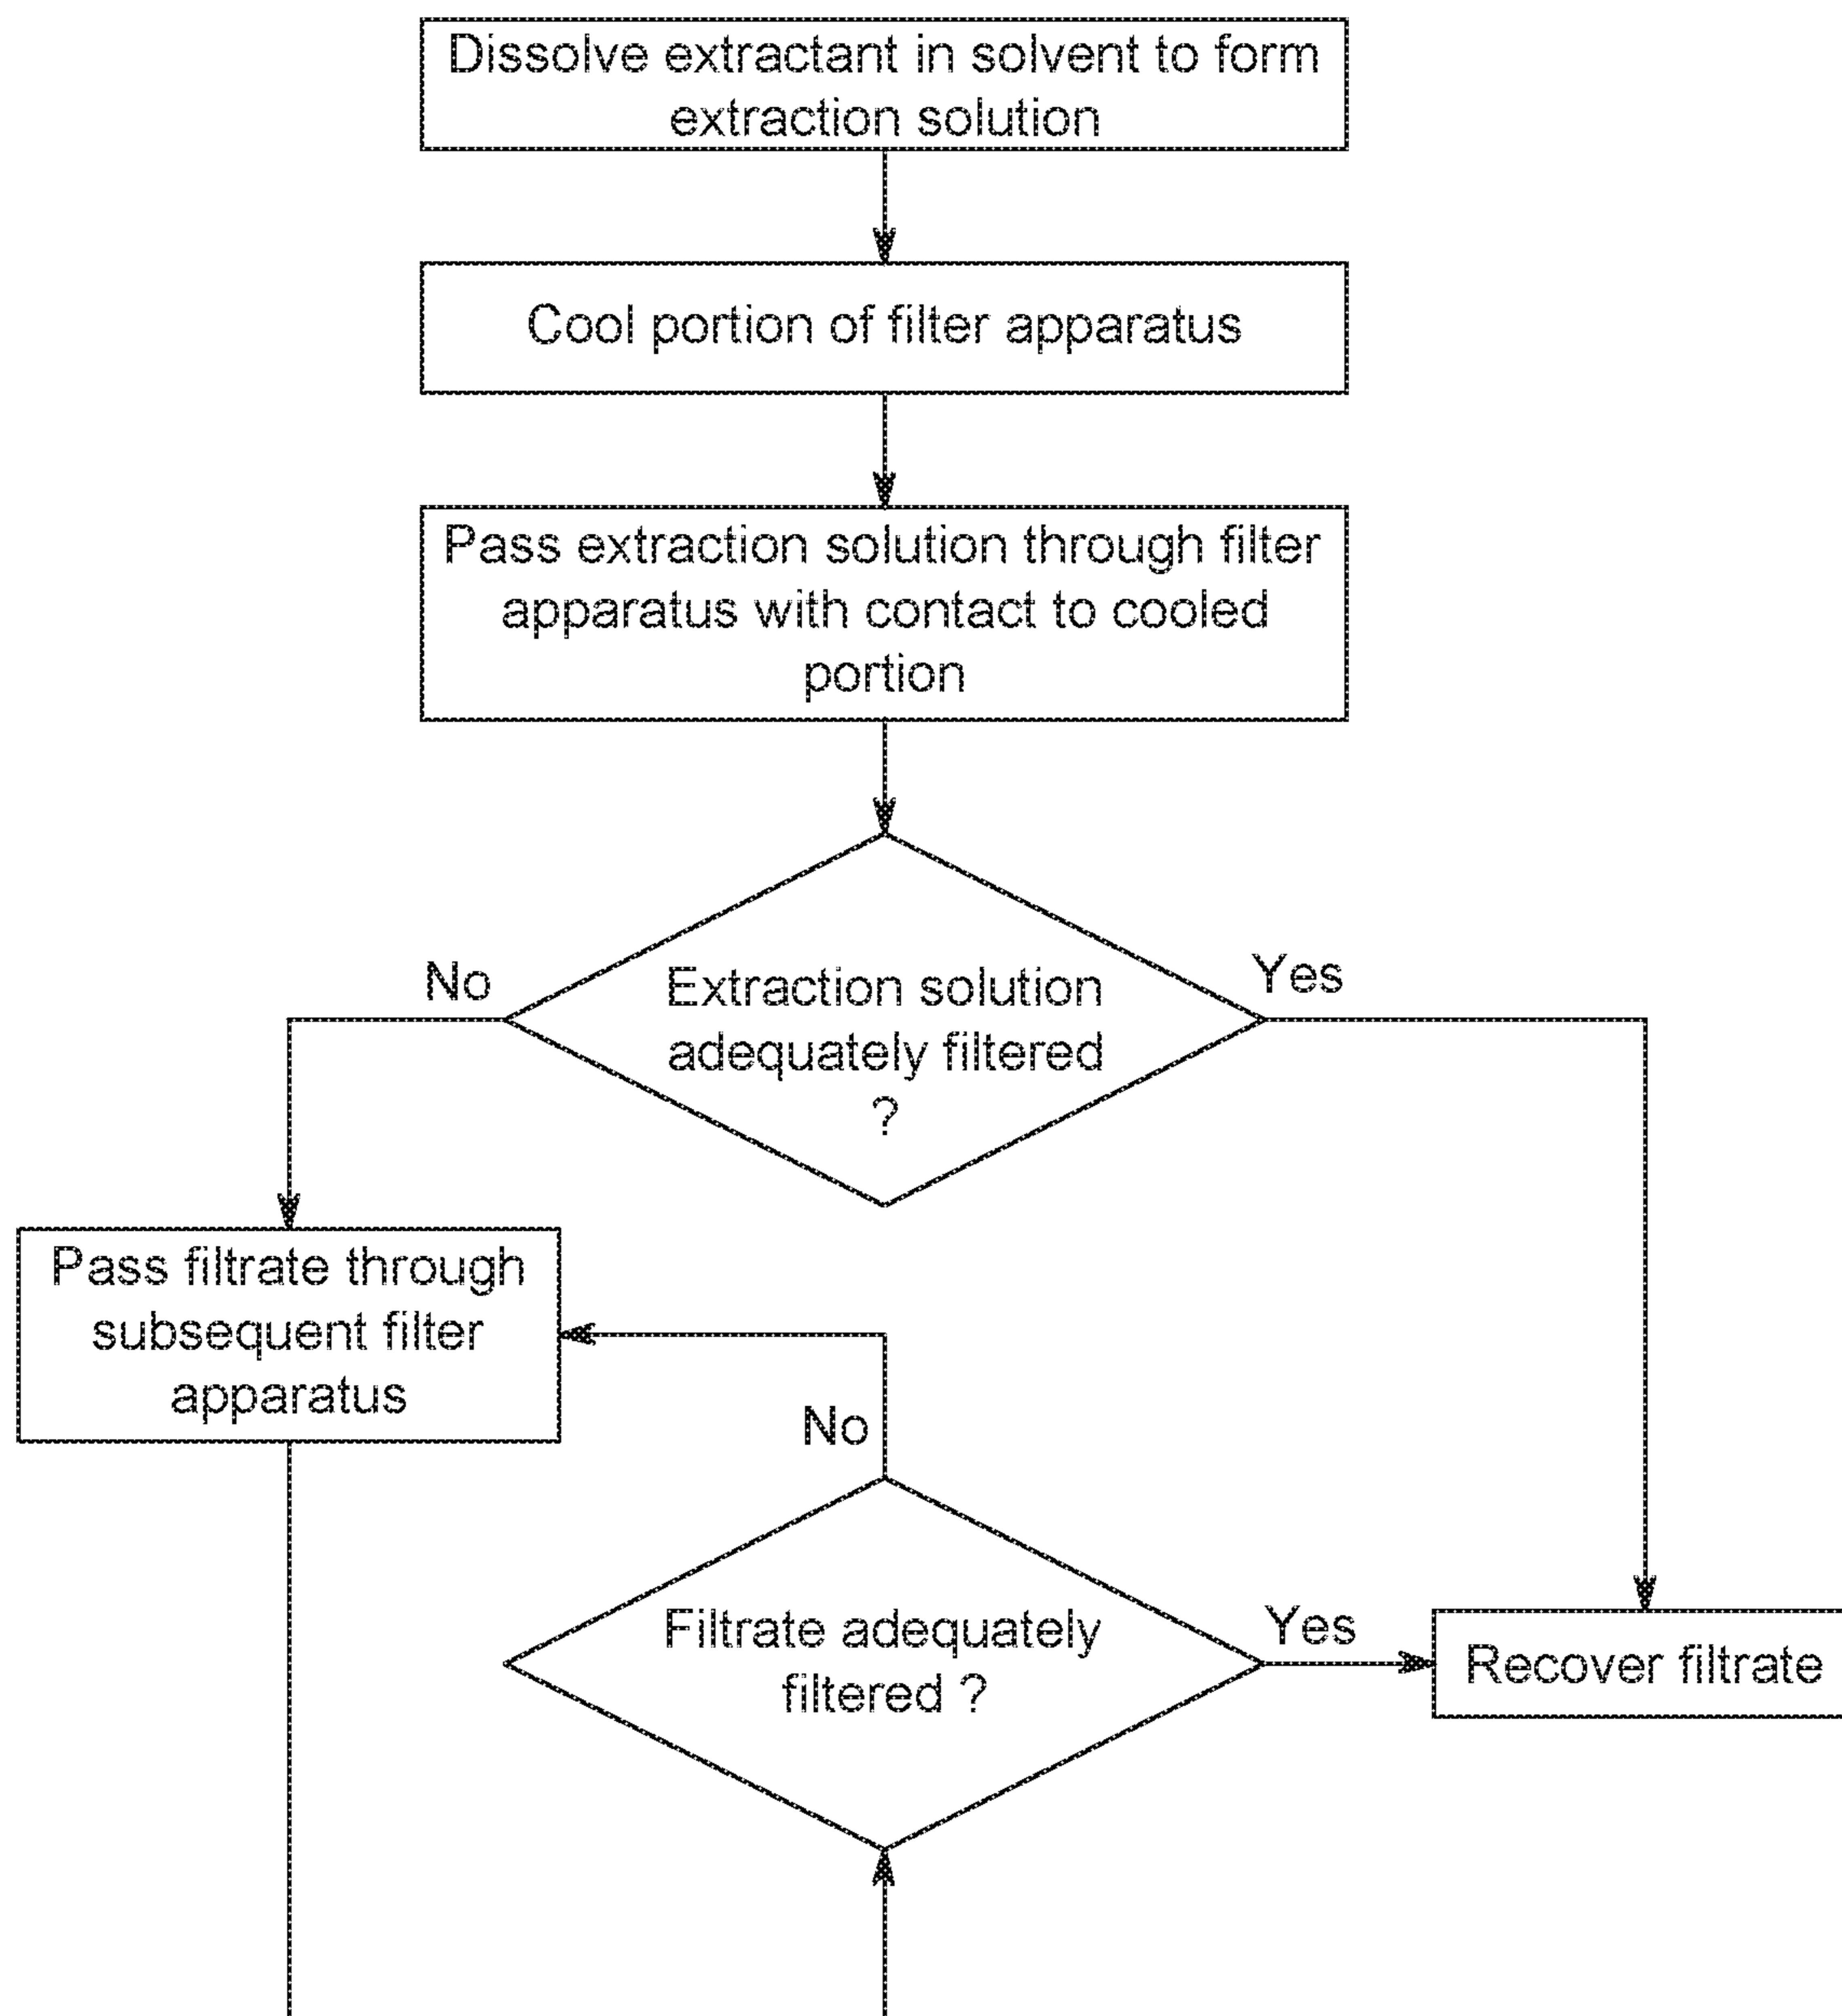 Dissolve extractant in solvent to form
extraction solution
Cool portion of filter apparatus
Pass extraction solution through filter
apparatus with contact to cooled
portion
No
Yes
Extraction solution
adequately filtered
?
Pass filtrate through
subsequent filter
apparatus
No
Filtrate adequately
filtered ?
Yes
Recover filtrate